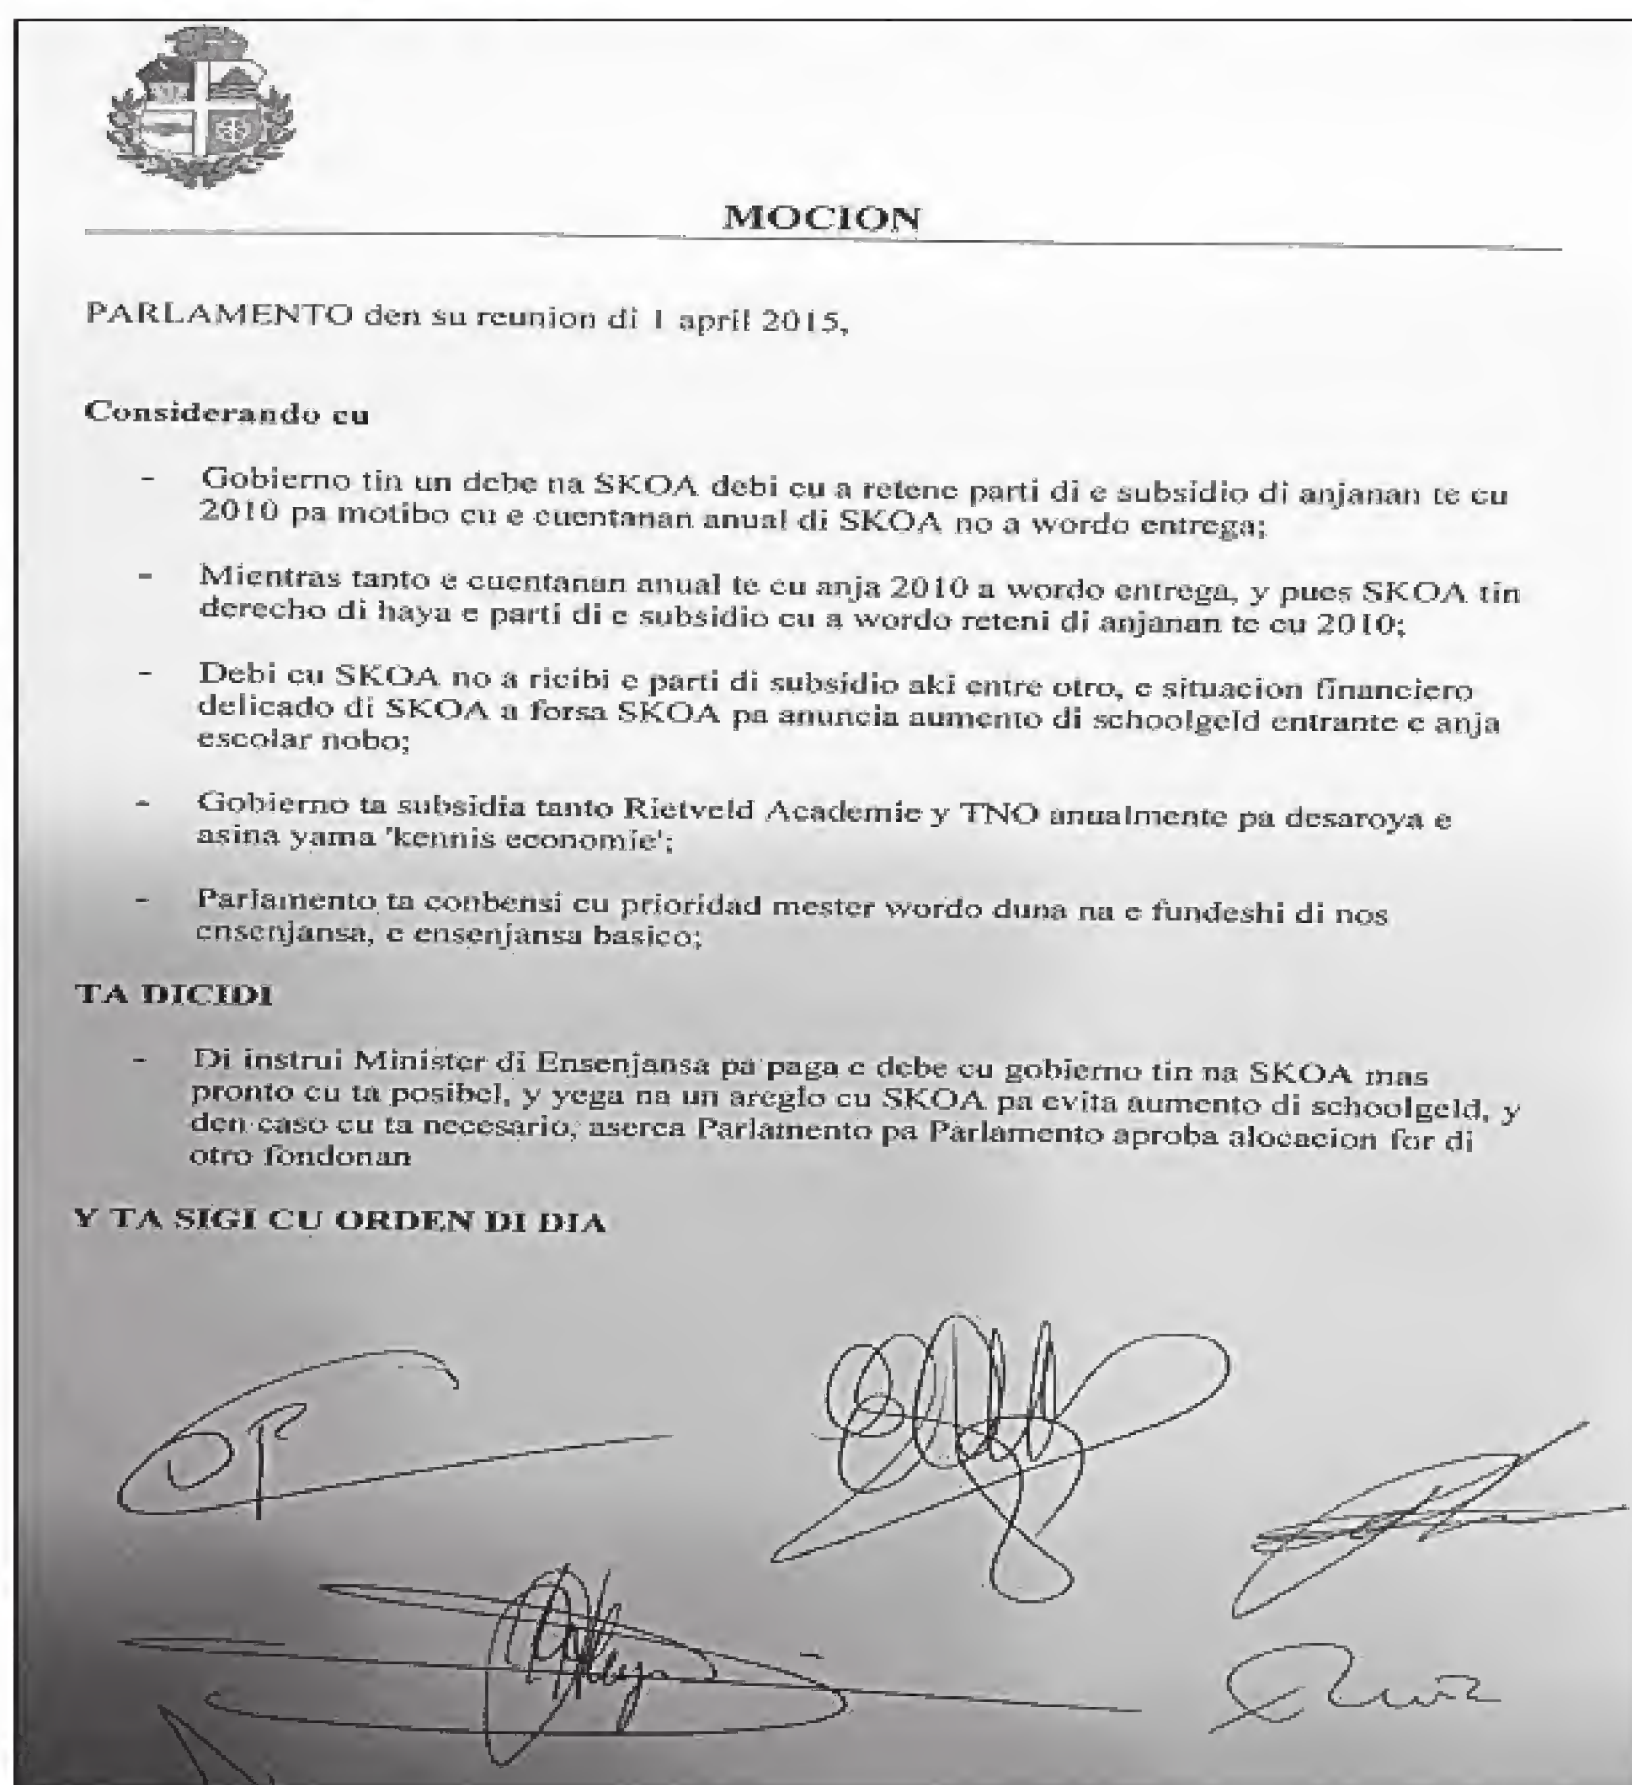 MOCION
PARLAMENTO den su reunion di 1 april 2015,
Considerando cu
- Gobierno tin un debe na SKOA debi cu a retene parti di e subsidio di anjanan te cu
2010 pa motibo cu e cuentanan anual di SKOA no a wordo entrega;
- Mientras tanto e cuentanan anual te cu anja 2010 a wordo entrega, y pues SKOA tin
derecho di haya e parti di e subsidio cu a wordo reteni di anjanan te cu 2010;
- Debi cu SKOA no a ricibi e parti di subsidio aki entre otro, e situacion financiero
delicado di SKOA a forsa SKOA pa anuncia aumento di schoolgeld entrante e anja
escolar nobo;
- Gobierno ta subsidia tanto Rietveld Academie y TNO anualmente pa desaroya e
asina yama 'kennis economie';
- Parlamento ta conbensi cu prioridad mester wordo duna na e fundeshi di nos
ensenjansa, e ensenjansa basico;
TA DICIDI
- Di instrui Minister di Ensenjansa pa paga e debe cu gobierno tin na SKOA mas
pronto cu ta posibel, y yega na un areglo cu SKOA pa evita aumento di schoolgeld, y
den caso cu ta necesario, aserca Parlamento pa Parlamento aproba alocacion for di
otro fondonan
Y TA SIGI CU ORDEN DI DIA